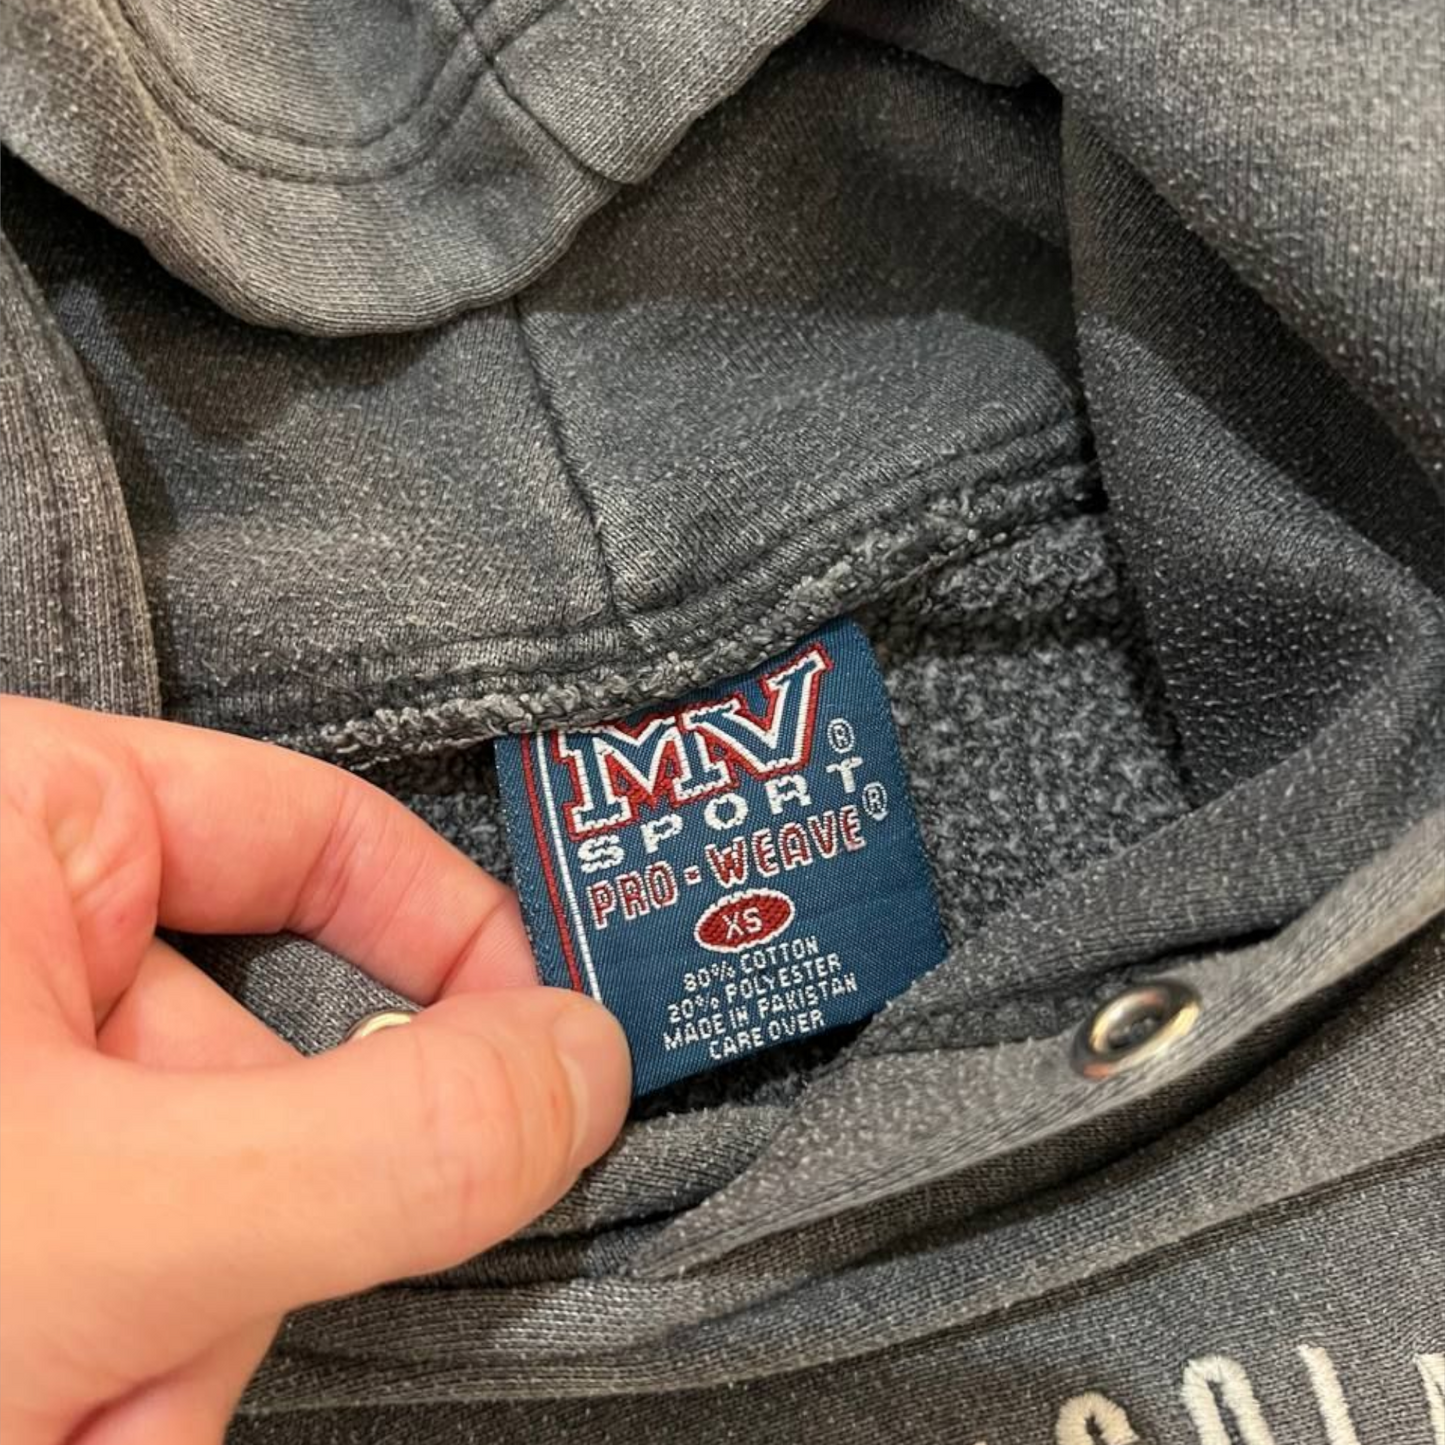 MV®
SPORT
PRO-WEAVE®
XS
80% COTTON
20% POLYESTER
MADE IN PAKISTAN
CARE OVER